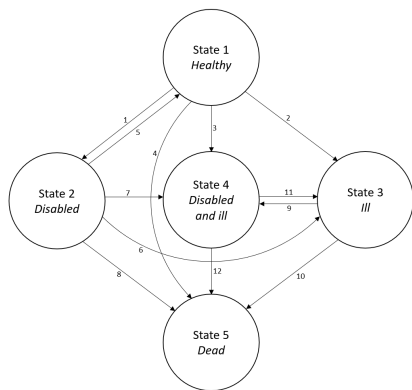 State 1
Healthy
1
5
4
3
2
State 2
Disabled
7
State 4
Disabled
and ill
11
9
State 3
Ill
6
8
12
10
State 5
Dead